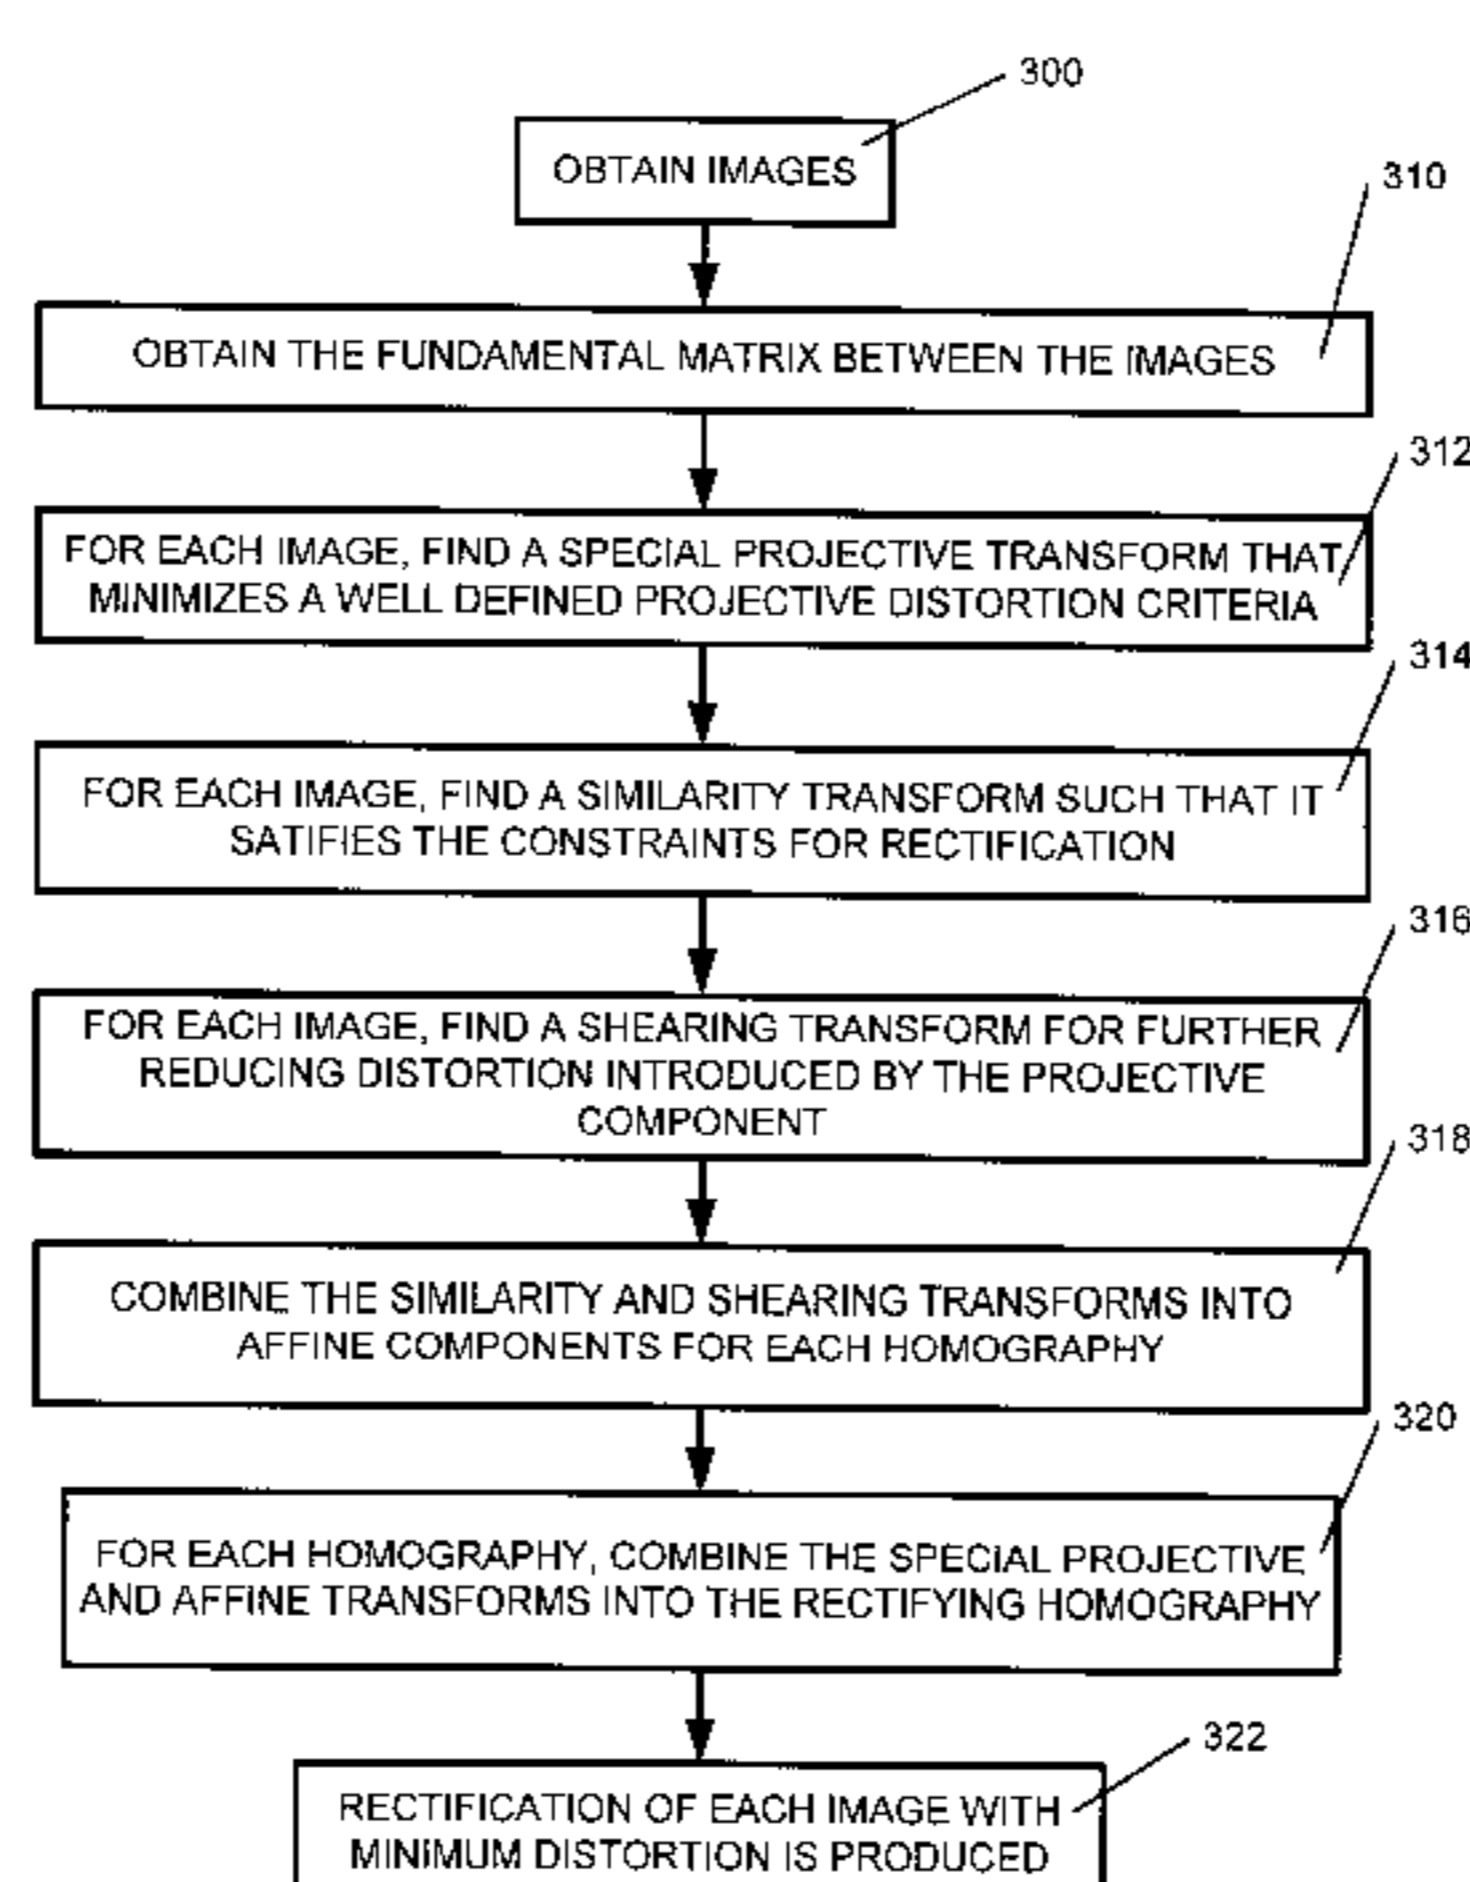 300
OBTAIN IMAGES
310
OBTAIN THE FUNDAMENTAL MATRIX BETWEEN THE IMAGES
312
FOR EACH IMAGE, FIND A SPECIAL PROJECTIVE TRANSFORM THAT
MINIMIZES A WELL DEFINED PROJECTIVE DISTORTION CRITERIA
314
FOR EACH IMAGE, FIND A SIMILARITY TRANSFORM SUCH THAT IT
SATIFIES THE CONSTRAINTS FOR RECTIFICATION
316
FOR EACH IMAGE, FIND A SHEARING TRANSFORM FOR FURTHER
REDUCING DISTORTION INTRODUCED BY THE PROJECTIVE
COMPONENT
318
COMBINE THE SIMILARITY AND SHEARING TRANSFORMS INTO
AFFINE COMPONENTS FOR EACH HOMOGRAPHY
320
FOR EACH HOMOGRAPHY, COMBINE THE SPECIAL PROJECTIVE
AND AFFINE TRANSFORMS INTO THE RECTIFYING HOMOGRAPHY
322
RECTIFICATION OF EACH IMAGE WITH
MINIMUM DISTORTION IS PRODUCED